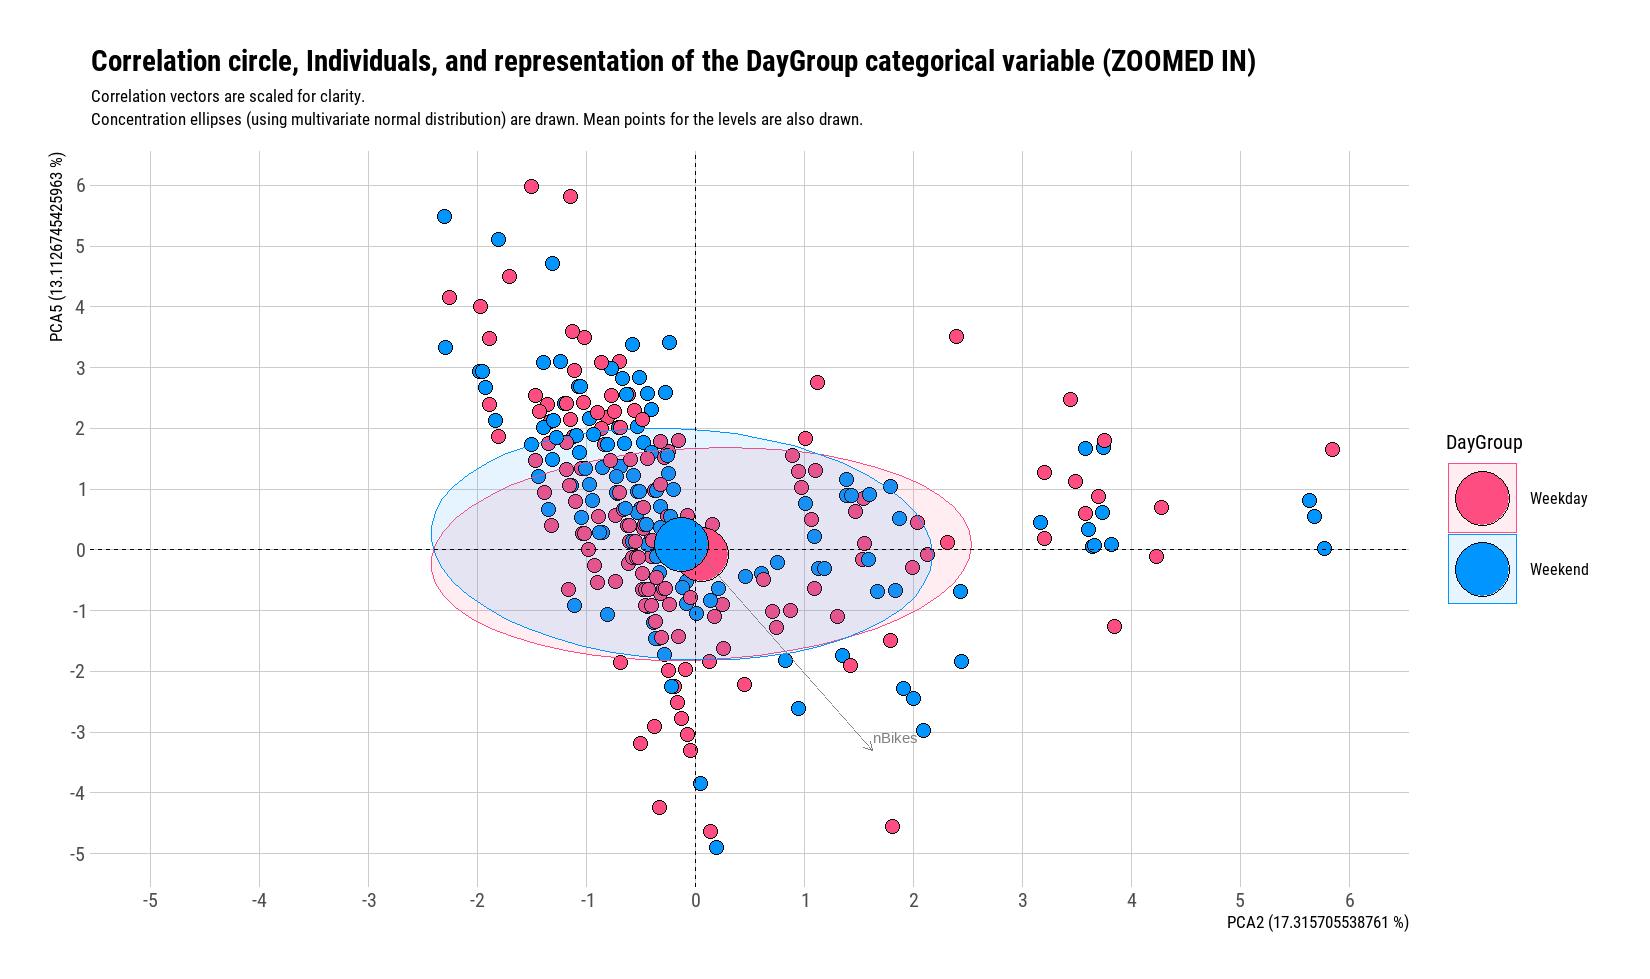 Correlation circle, Individuals, and representation of the DayGroup categorical variable (ZOOMED IN)
Correlation vectors are scaled for clarity.
Concentration ellipses (using multivariate normal distribution) are drawn. Mean points for the levels are also drawn.
PCA5 (13.1126745425963 %)
6
5
4
3
2
1
0
-1
-2
-3
-4
-5
nBikes
-5
-4
-3
-2
-1
0
1
2
3
4
5
6
PCA2 (17.315705538761 %)
DayGroup
Weekday
Weekend